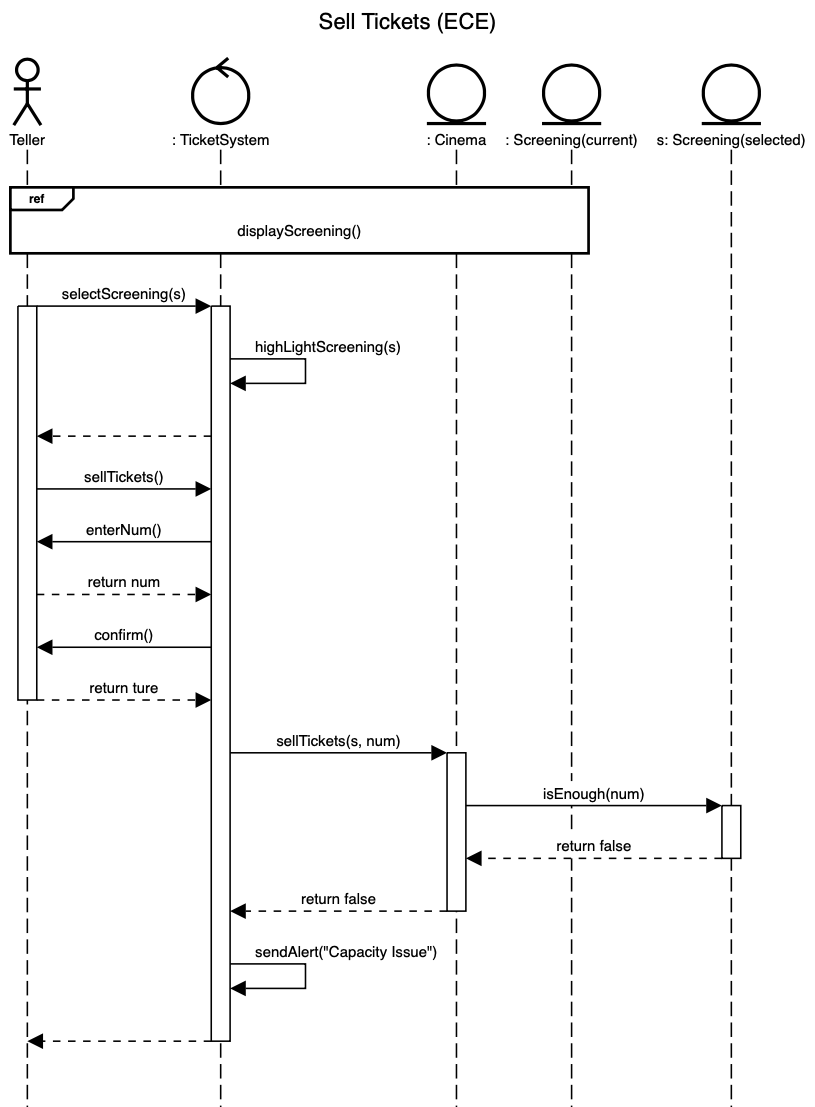 Sell Tickets (ECE)
Teller
: TicketSystem
: Cinema
: Screening(current)
s: Screening(selected)
ref
displayScreening()
selectScreening(s)
highLightScreening(s)
sellTickets()
enterNum()
return num
confirm()
return ture
sellTickets(s, num)
isEnough(num)
return false
return false
sendAlert("Capacity Issue")